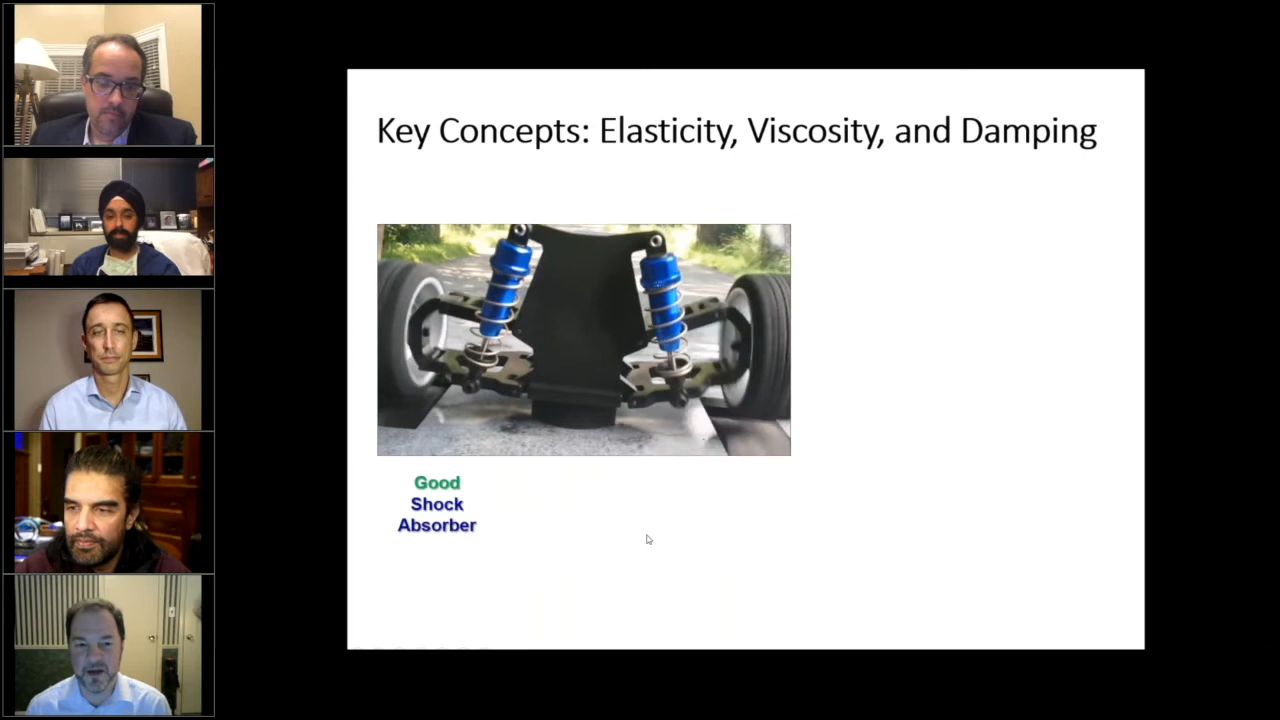 Key Concepts: Elasticity, Viscosity, and Damping
Good
Shock
Absorber